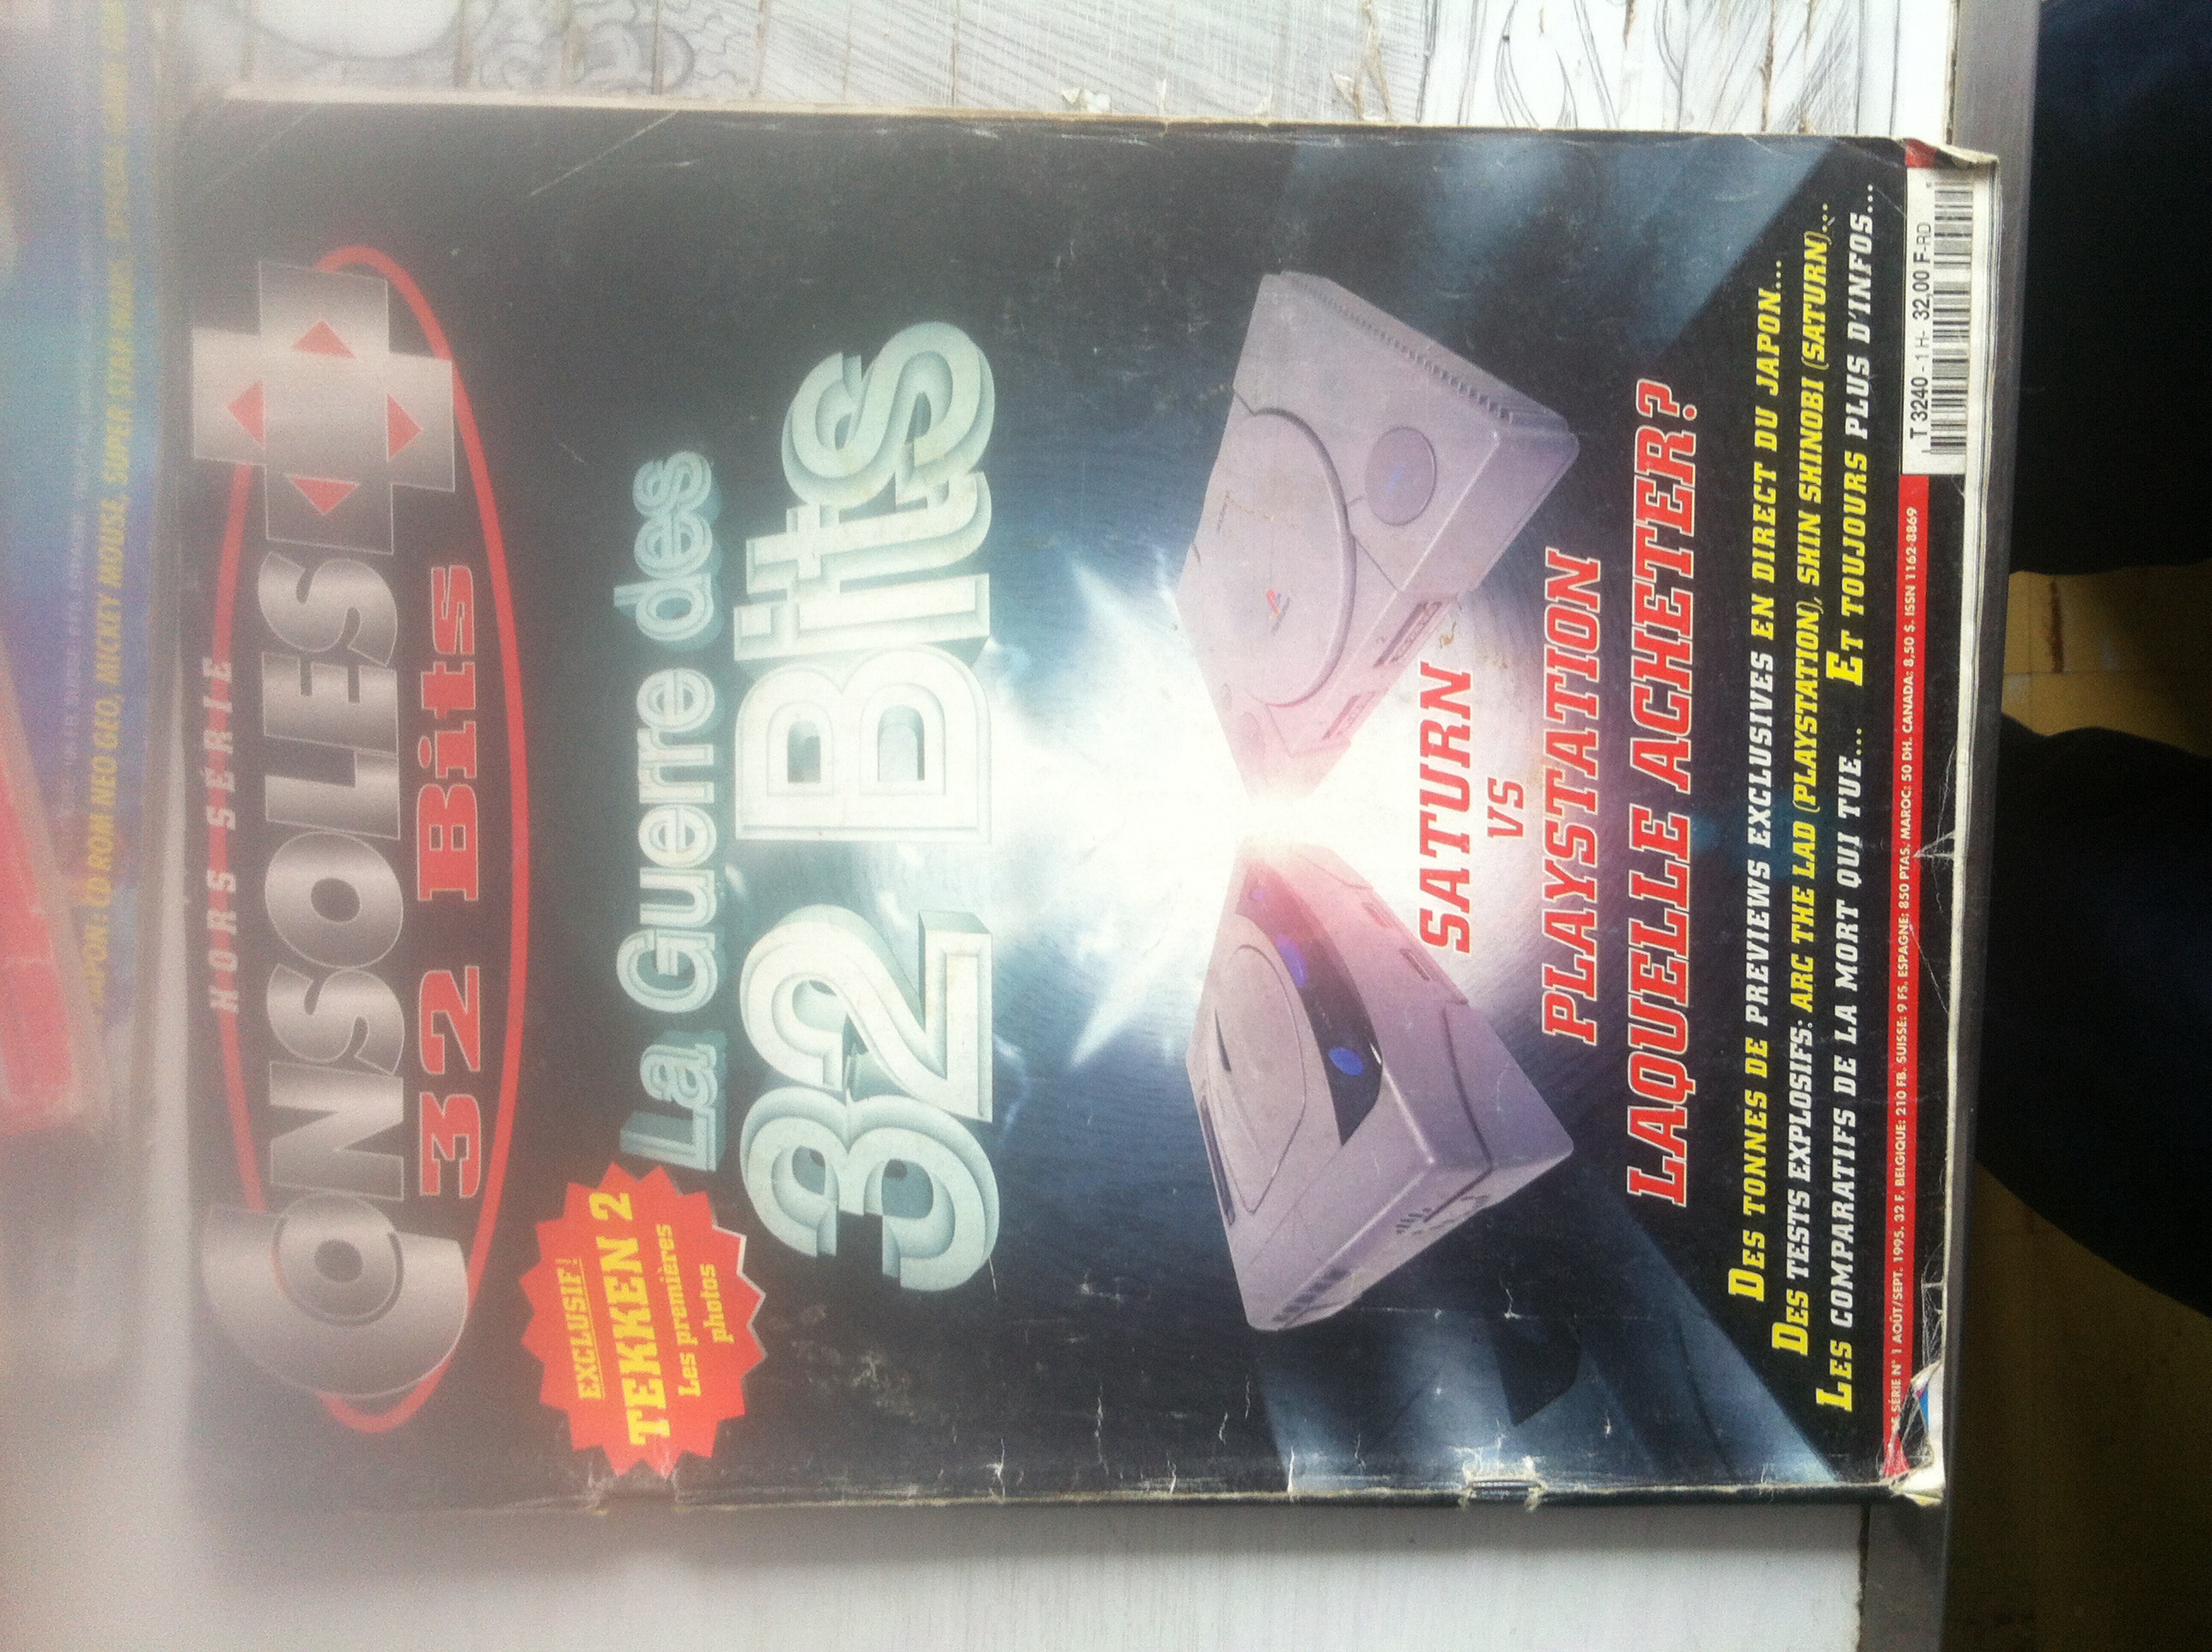 CD ROM NEO GEO, MICKEY MOUSE, SUPER STAR WARS
HORS SÉRIE
CONSOLES +
32 Bits
EXCLUSIF!
TEKKEN 2
Les premières
photos
La Guerre des
32 Bits
SATURN
VS
PLAYSTATION
LAQUELLE ACHETER?
DES TONNES DE PREVIEWS EXCLUSIVES EN DIRECT DU JAPON...
DES TESTS EXPLOSIFS: ARC THE LAD (PLAYSTATION), SHIN SHINOBI (SATURN)...
LES COMPARATIFS DE LA MORT QUI TUE... ET TOUJOURS PLUS D'INFOS...
SÉRIE N° 1 AOÛT/SEPT. 1995. 32 F. BELGIQUE: 210 FB. SUISSE: 9 FS. ESPAGNE: 850 PTAS. MAROC: 50 DH. CANADA: 8,50 $. ISSN 1162-8869
T 3240 - 1 H- 32,00 F-RD